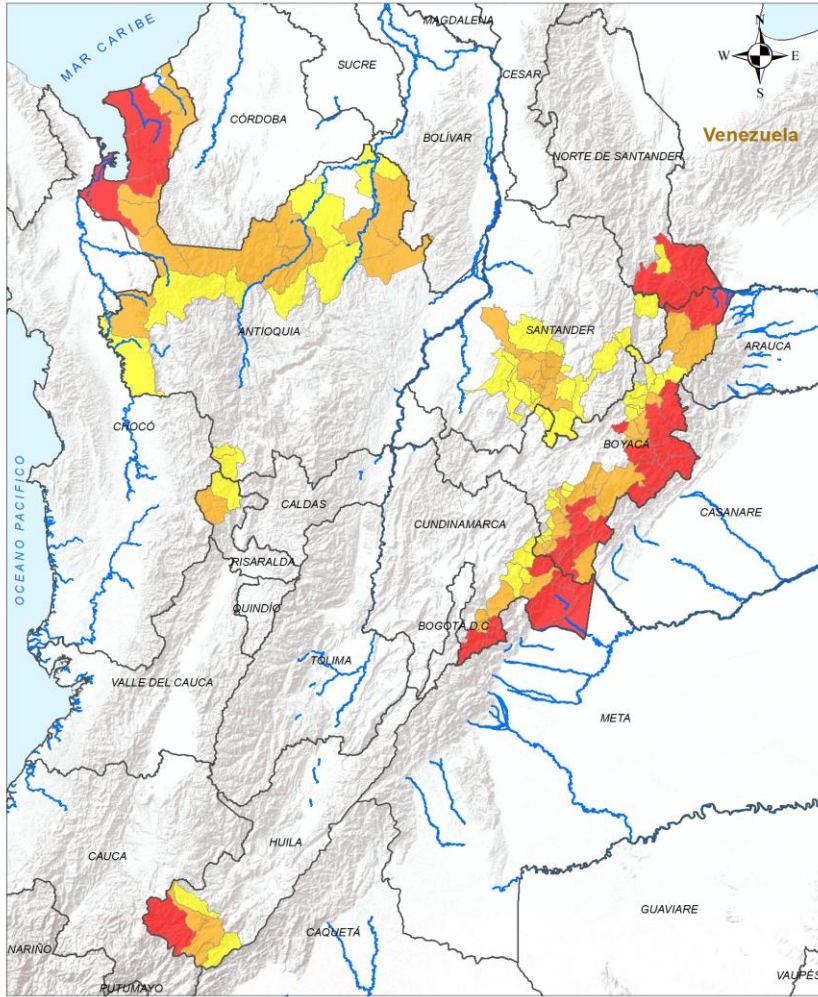 MAGDALENA
N
MAR CARIBE
SUCRE
CESAR
W
E
S
CÓRDOBA
BOLÍVAR
Venezuela
NORTE DE SANTANDER
ANTIOQUIA
SANTANDER
ARAUCA
CHOCÓ
BOYACÁ
OCEANO PACIFICO
CALDAS
CASANARE
CUNDINAMARCA
RISARALDA
QUINDÍO
BOGOTÁ,D.C
TOLIMA
VALLE DEL CAUCA
META
HUILA
CAUCA
GUAVIARE
CAQUETÁ
NARIÑO
VAUPÉS
PUTUMAYO